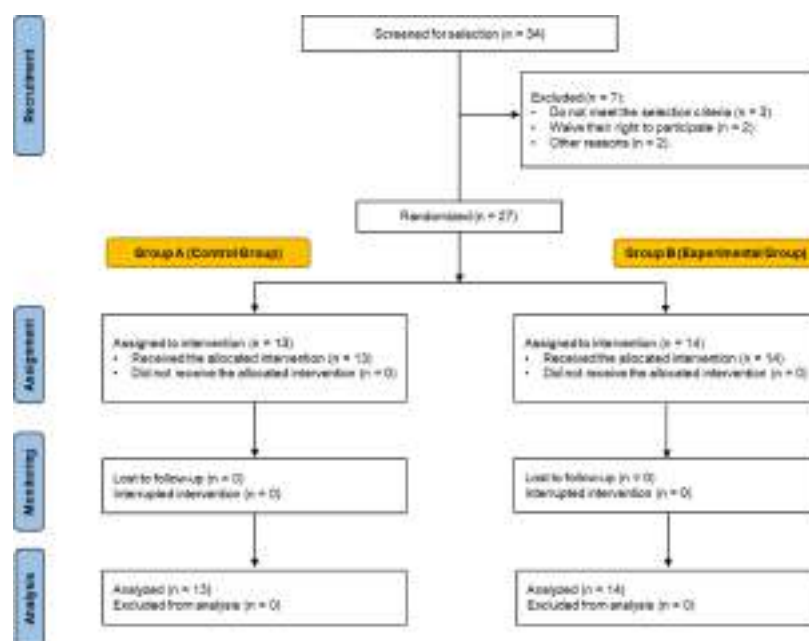 Recruitment
Screened for selection (n = 34)
Excluded (n = 7):
• Do not meet the selection criteria (n = 3)
• Waive their right to participate (n = 2)
• Other reasons (n = 2)
Randomized (n = 27)
Group A (Control Group)
Group B (Experimental Group)
Assignment
Assigned to intervention (n = 13)
• Received the allocated intervention (n = 13)
• Did not receive the allocated intervention (n = 0)
Assigned to intervention (n = 14)
• Received the allocated intervention (n = 14)
• Did not receive the allocated intervention (n = 0)
Monitoring
Lost to follow-up (n = 0)
Interrupted intervention (n = 0)
Lost to follow-up (n = 0)
Interrupted intervention (n = 0)
Analysis
Analyzed (n = 13)
Excluded from analysis (n = 0)
Analyzed (n = 14)
Excluded from analysis (n = 0)